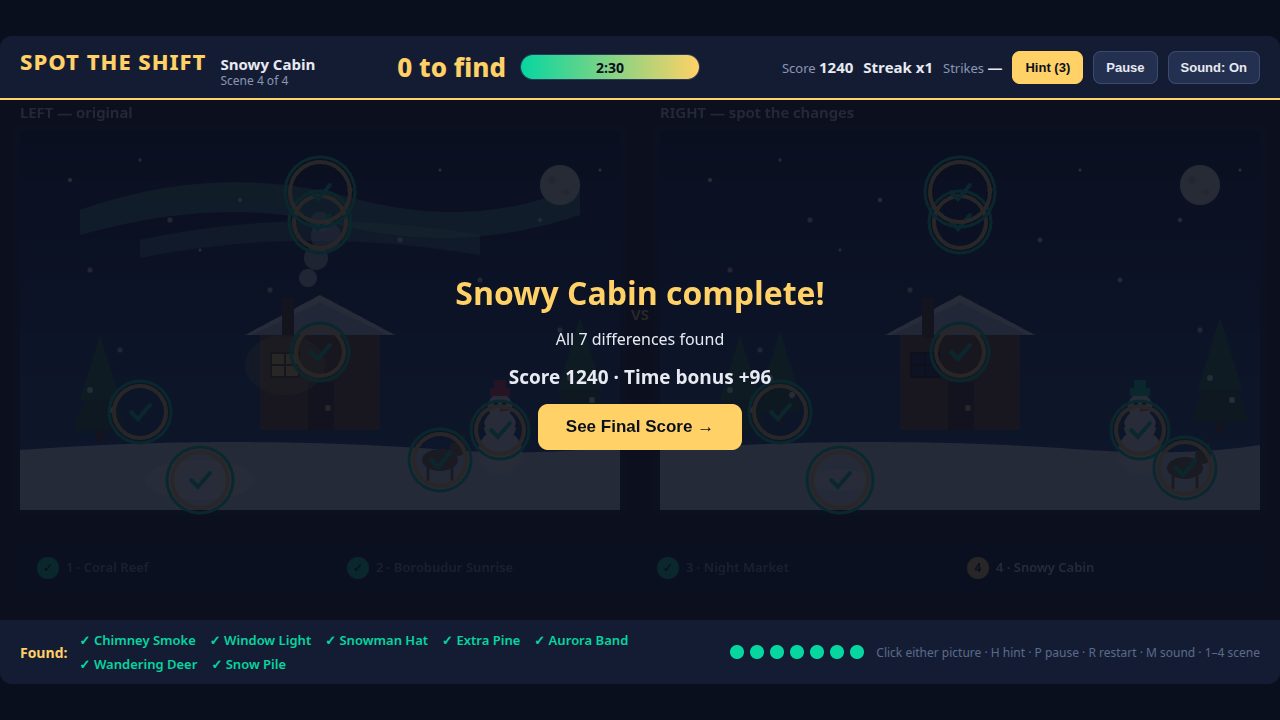 SPOT THE SHIFT
Snowy Cabin
Scene 4 of 4
0 to find
2:30
Score 1240 Streak x1 Strikes —
Hint (3)
Pause
Sound: On
LEFT — original
RIGHT — spot the changes
VS
Snowy Cabin complete!
All 7 differences found
Score 1240 · Time bonus +96
See Final Score →
✓ 1 · Coral Reef
✓ 2 · Borobudur Sunrise
✓ 3 · Night Market
4 4 · Snowy Cabin
Found:
✓ Chimney Smoke ✓ Window Light ✓ Snowman Hat ✓ Extra Pine ✓ Aurora Band
✓ Wandering Deer ✓ Snow Pile
Click either picture · H hint · P pause · R restart · M sound · 1–4 scene